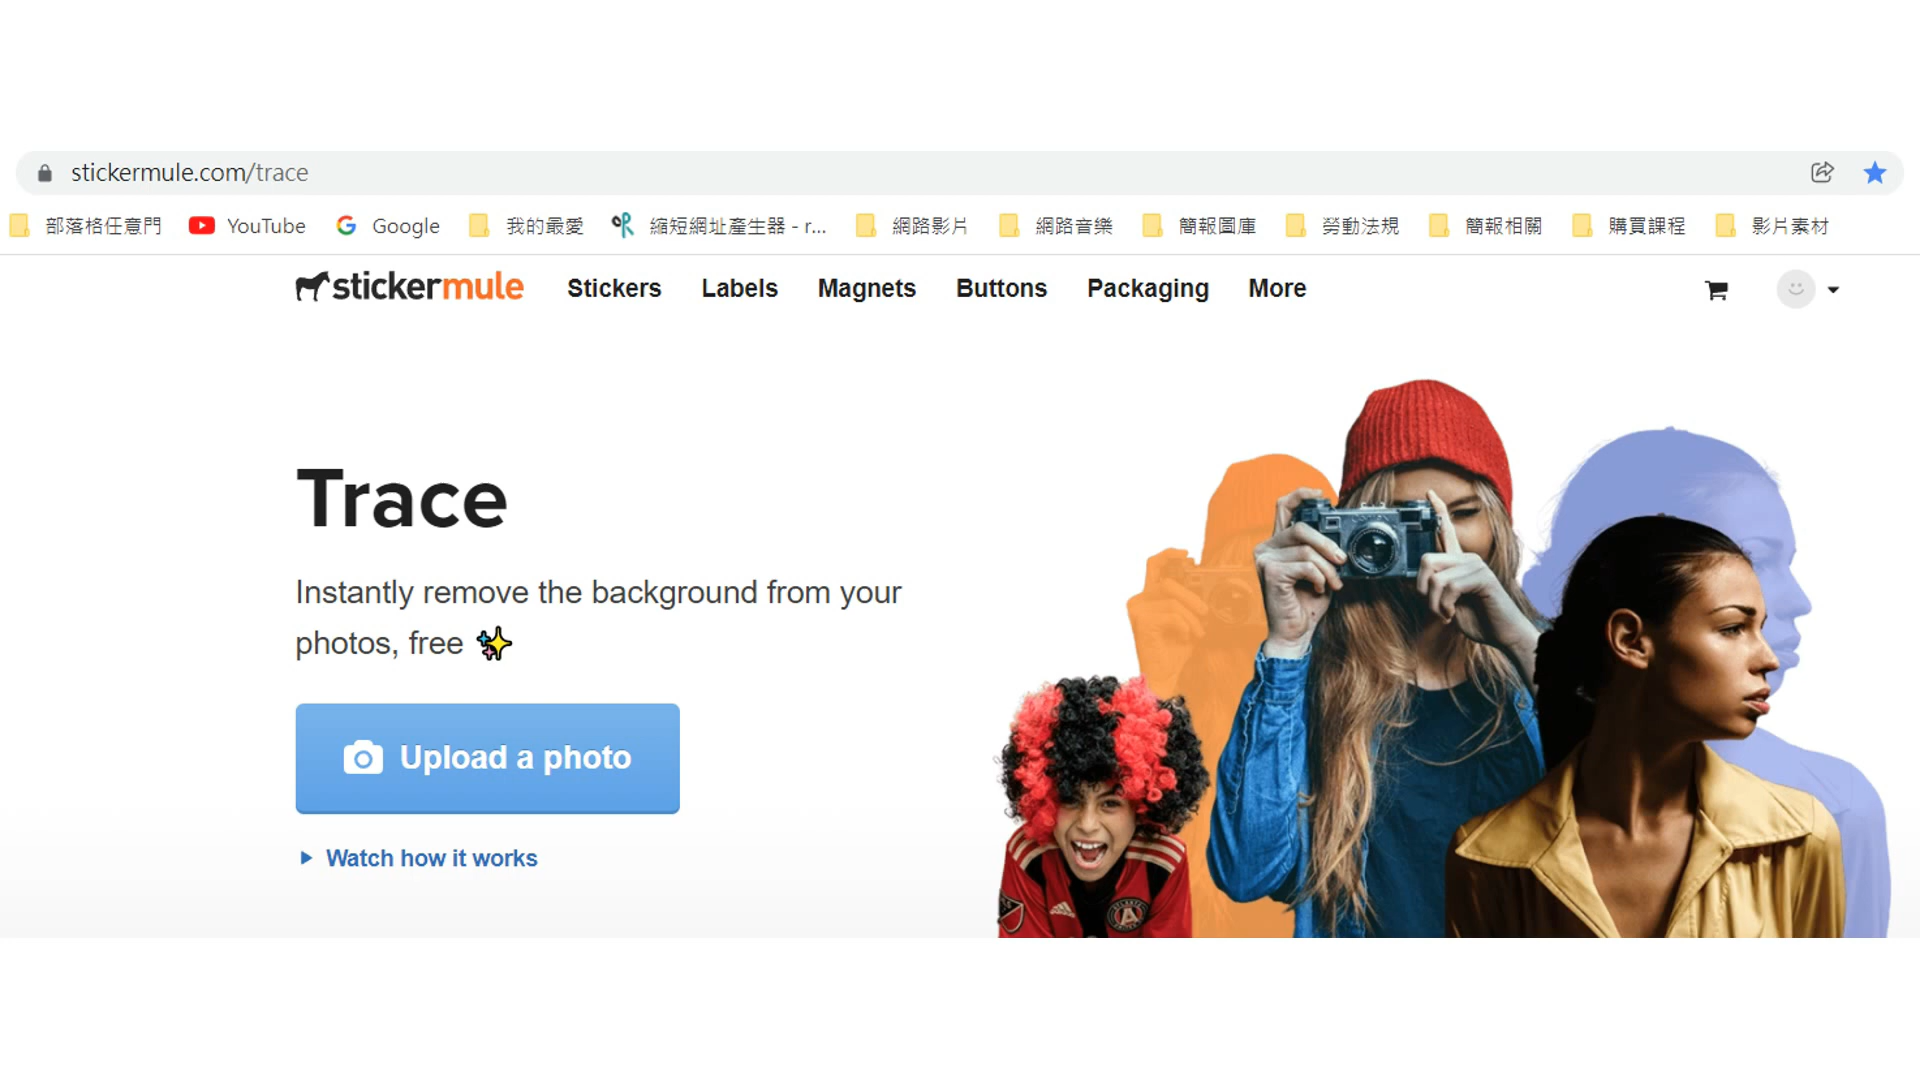 stickermule.com/trace
部落格任意門 YouTube Google 我的最愛 縮短網址產生器 - r... 網路影片 網路音樂 簡報圖庫 勞動法規 簡報相關 購買課程 影片素材
stickermule Stickers Labels Magnets Buttons Packaging More
Trace
Instantly remove the background from your
photos, free
Upload a photo
Watch how it works